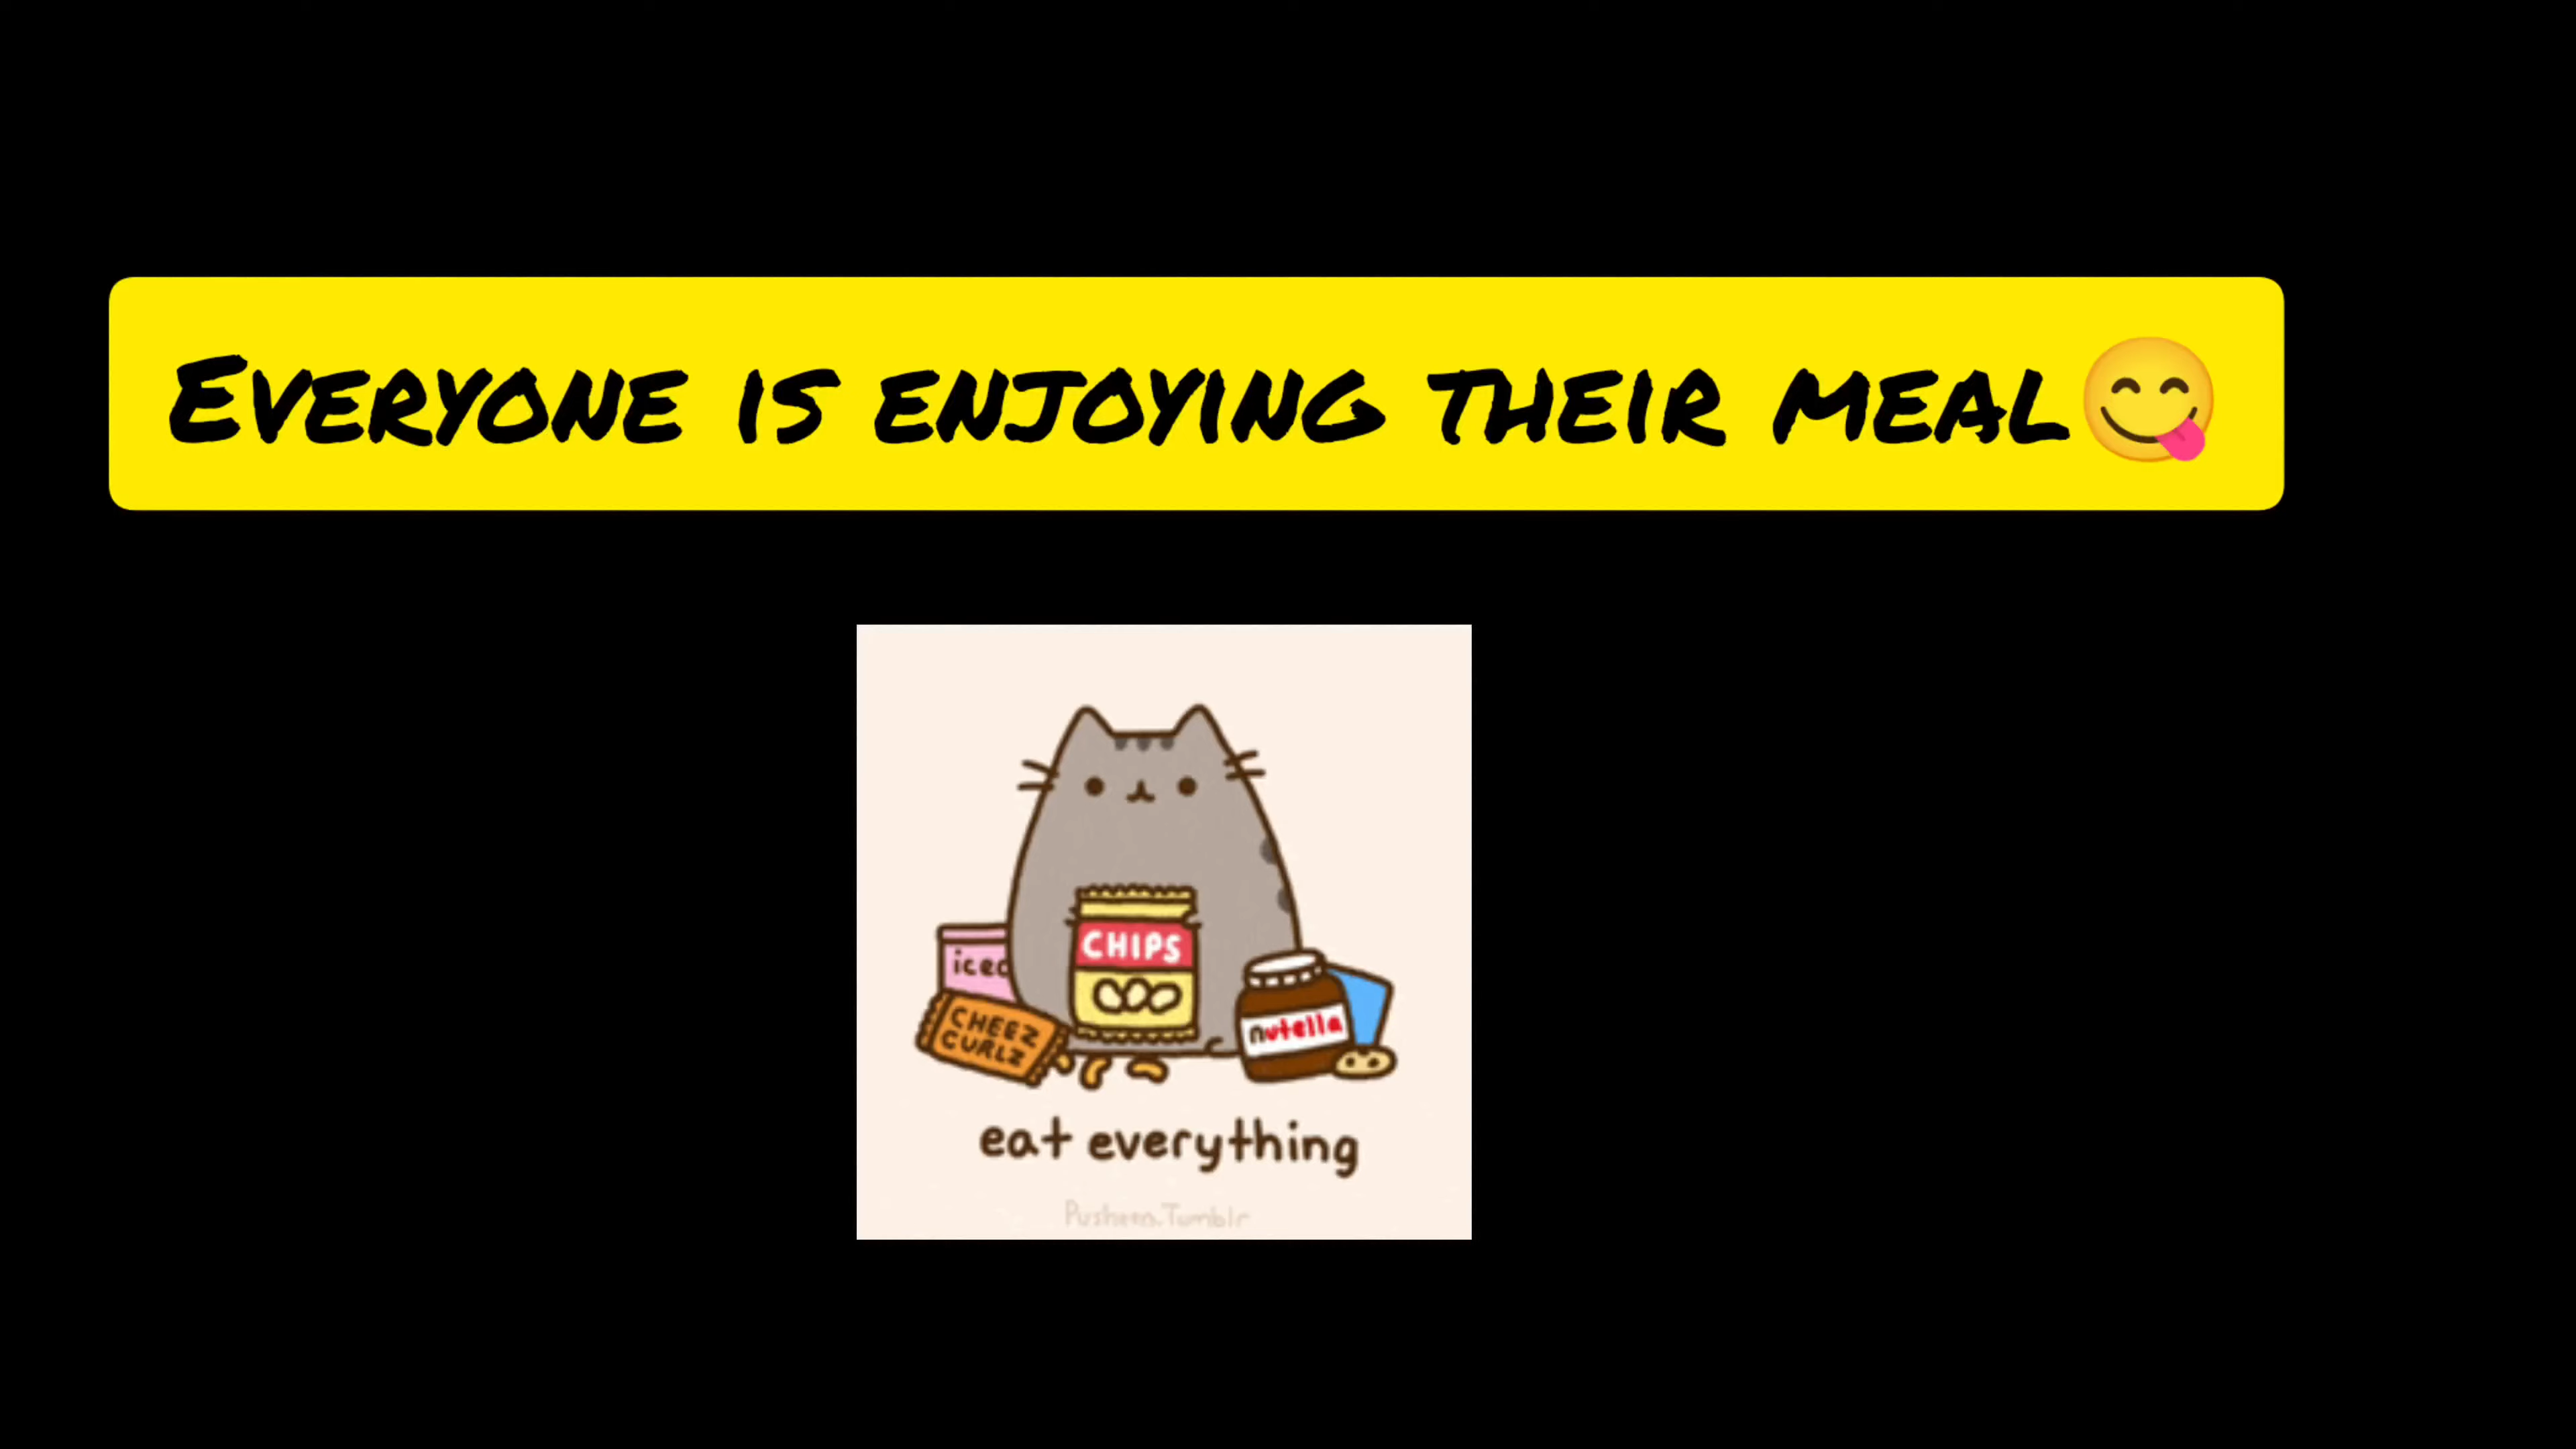 EVERYONE IS ENJOYING THEIR MEAL😋
CHIPS
iced
CHEEZ
CURLZ
nutella
eat everything
Pusheen.Tumblr